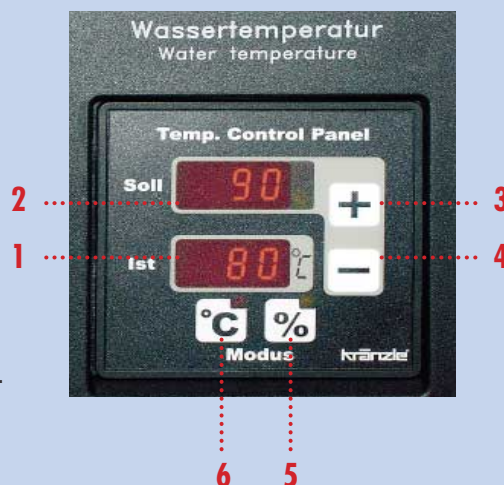 Wassertemperatur
Water temperature
Temp. Control Panel
Soll 90
2
+
3
1
Ist 80 °C
−
4
°C %
Modus kränzle
6 5